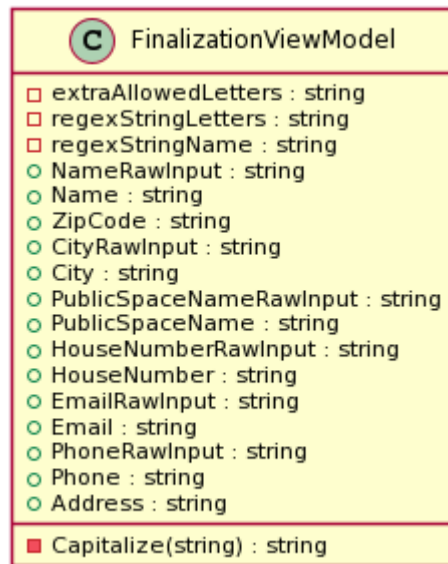 C FinalizationViewModel
extraAllowedLetters : string
regexStringLetters : string
regexStringName : string
NameRawInput : string
Name : string
ZipCode : string
CityRawInput : string
City : string
PublicSpaceNameRawInput : string
PublicSpaceName : string
HouseNumberRawInput : string
HouseNumber : string
EmailRawInput : string
Email : string
PhoneRawInput : string
Phone : string
Address : string
Capitalize(string) : string